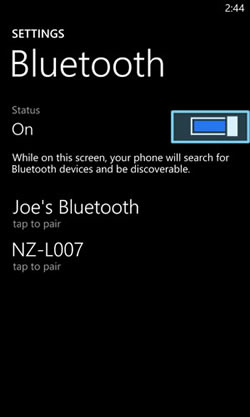 2:44
SETTINGS
Bluetooth
Status
On
While on this screen, your phone will search for
Bluetooth devices and be discoverable.
Joe's Bluetooth
tap to pair
NZ-L007
tap to pair